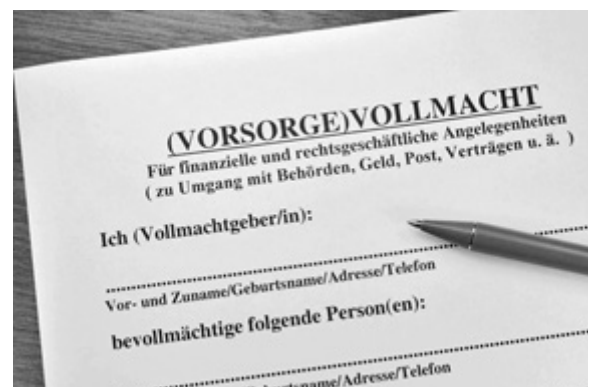 (VORSORGE)VOLLMACHT
Für finanzielle und rechtsgeschäftliche Angelegenheiten
( zu Umgang mit Behörden, Geld, Post, Verträgen u. ä. )
Ich (Vollmachtgeber/in):
Vor- und Zuname/Geburtsname/Adresse/Telefon
bevollmächtige folgende Person(en):
/Adresse/Telefon